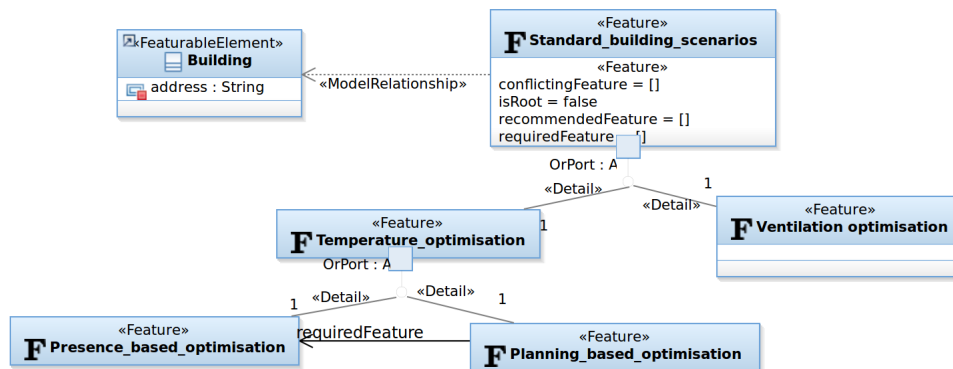 «FeaturableElement»
Building
address : String
«ModelRelationship»
«Feature»
F Standard_building_scenarios
«Feature»
conflictingFeature = []
isRoot = false
recommendedFeature = []
requiredFeature = []
OrPort : A
«Detail»
1
«Detail»
1
«Feature»
F Temperature_optimisation
«Feature»
F Ventilation optimisation
OrPort : A
«Detail»
«Detail»
1
1
«Feature»
F Presence_based_optimisation
requiredFeature
«Feature»
F Planning_based_optimisation